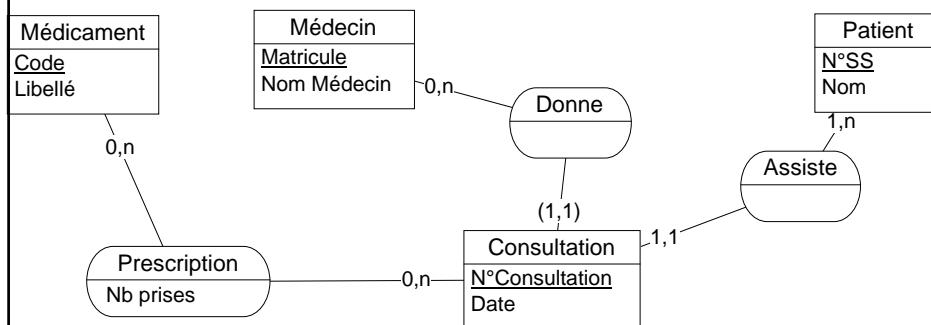 Médicament
Code
Libellé
Médecin
Matricule
Nom Médecin
Patient
N°SS
Nom
0,n
Donne
1,n
0,n
Assiste
(1,1)
1,1
Prescription
Nb prises
0,n
Consultation
N°Consultation
Date